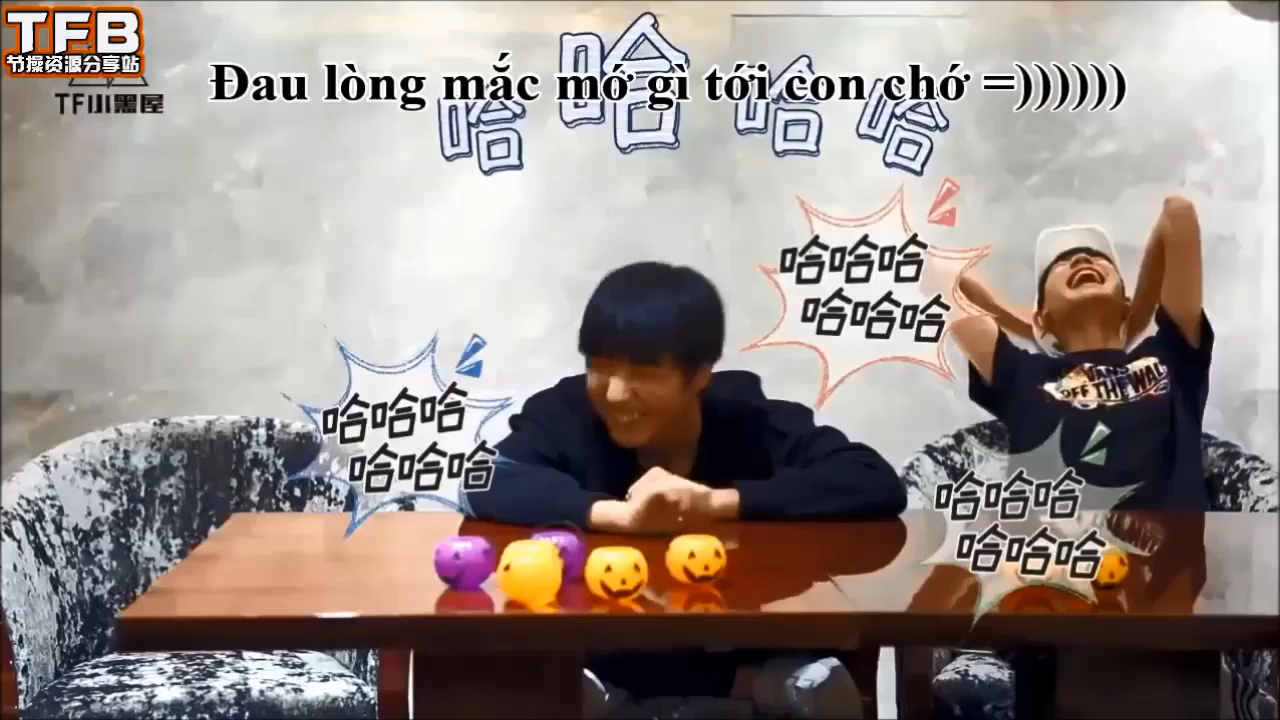 TFB
节操资源分享站
TF小黑屋
Đau lòng mắc mớ gì tới con chớ =))))))
哈哈哈哈
哈哈哈
哈哈哈
哈哈哈
哈哈哈
VANS
OFF THE WALL
哈哈哈
哈哈哈